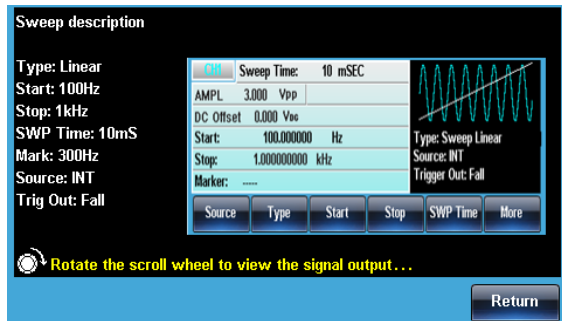 Sweep description
Type: Linear
Start: 100Hz
Stop: 1kHz
SWP Time: 10mS
Mark: 300Hz
Source: INT
Trig Out: Fall
CH1 Sweep Time: 10 mSEC
AMPL 3.000 VPP
DC Offset 0.000 VDC
Start: 100.000000 Hz
Stop: 1.000000000 kHz
Marker: -----
Type: Sweep Linear
Source: INT
Trigger Out: Fall
Source Type Start Stop SWP Time More
Rotate the scroll wheel to view the signal output...
Return